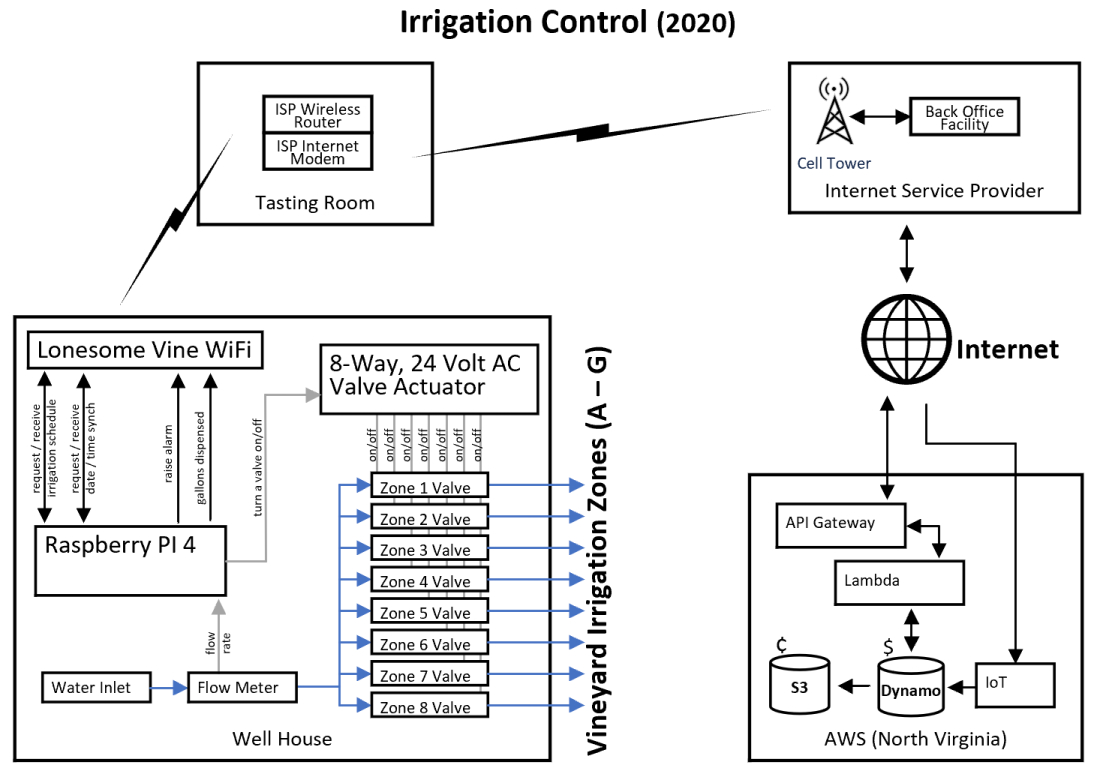 Irrigation Control (2020)
ISP Wireless
Router
ISP Internet
Modem
Tasting Room
Cell Tower
Back Office
Facility
Internet Service Provider
Internet
Lonesome Vine WiFi
request / receive
irrigation schedule
request / receive
date / time synch
raise alarm
gallons dispensed
turn a valve on/off
8-Way, 24 Volt AC
Valve Actuator
on/off
on/off
on/off
on/off
on/off
on/off
on/off
Raspberry PI 4
flow
rate
Water Inlet
Flow Meter
Zone 1 Valve
Zone 2 Valve
Zone 3 Valve
Zone 4 Valve
Zone 5 Valve
Zone 6 Valve
Zone 7 Valve
Zone 8 Valve
Well House
Vineyard Irrigation Zones (A – G)
API Gateway
Lambda
¢
S3
$
Dynamo
IoT
AWS (North Virginia)